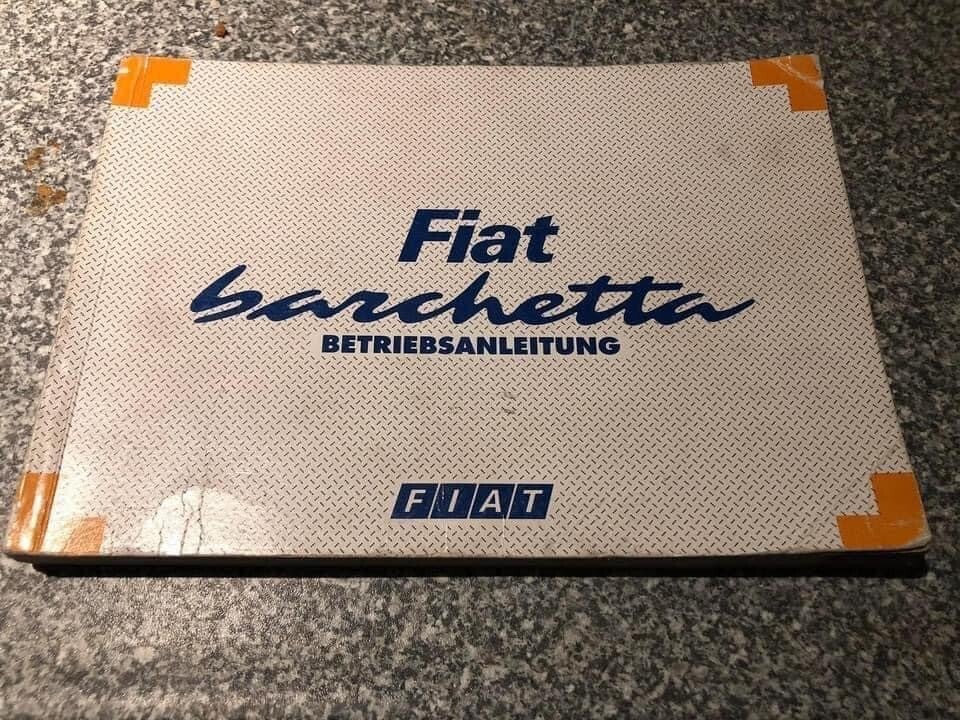 Fiat
barchetta
BETRIEBSANLEITUNG
FIAT